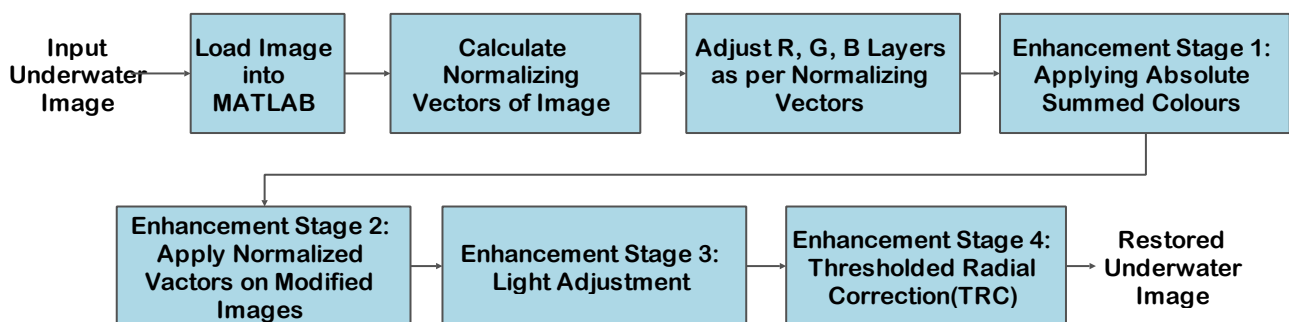 Input
Underwater
Image
Load Image
into
MATLAB
Calculate
Normalizing
Vectors of Image
Adjust R, G, B Layers
as per Normalizing
Vectors
Enhancement Stage 1:
Applying Absolute
Summed Colours
Enhancement Stage 2:
Apply Normalized
Vactors on Modified
Images
Enhancement Stage 3:
Light Adjustment
Enhancement Stage 4:
Thresholded Radial
Correction(TRC)
Restored
Underwater
Image